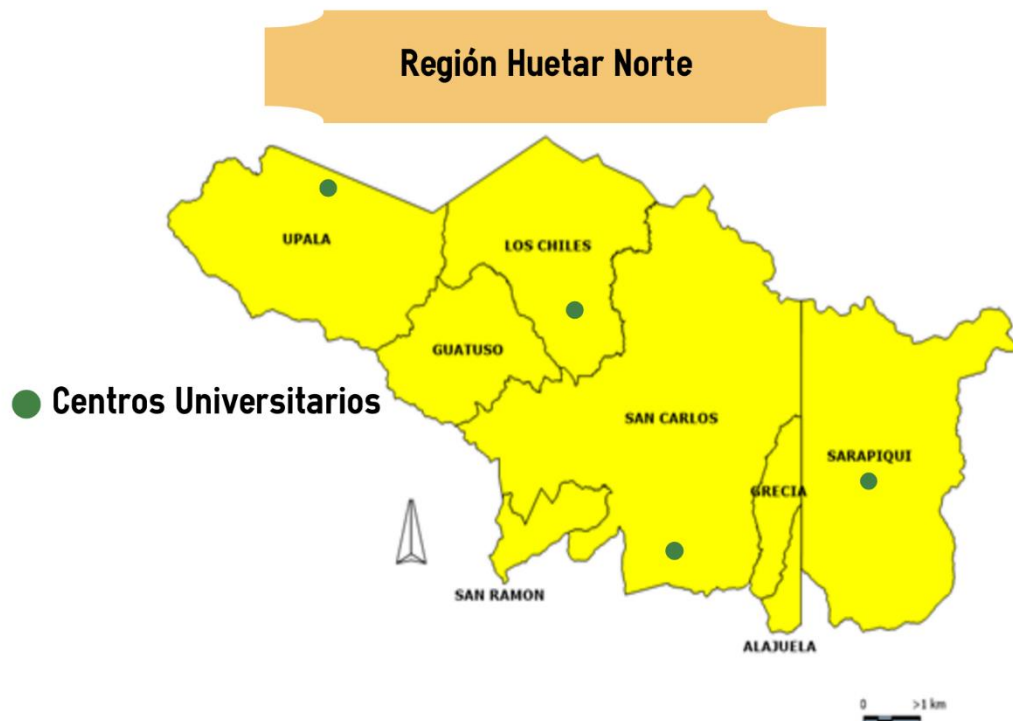 Región Huetar Norte
UPALA
LOS CHILES
GUATUSO
Centros Universitarios
SAN CARLOS
SARAPIQUI
GRECIA
SAN RAMON
ALAJUELA
0 >1 km